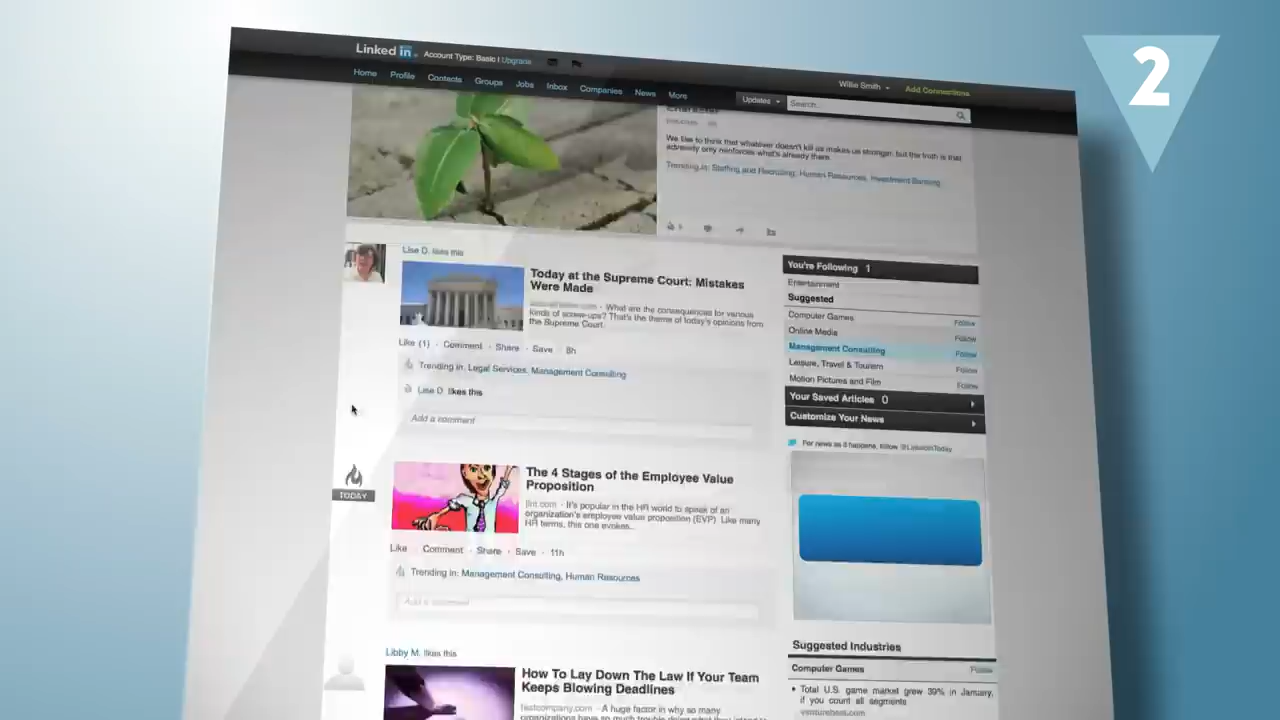 2
Linked in
Account Type: Basic | Upgrade
Willie Smith
Add Connections
Home Profile Contacts Groups Jobs Inbox Companies News More
Updates
Search...
We like to think that whatever doesn't kill us makes us stronger, but the truth is that
adversity only reinforces what's already there.
Trending in: Staffing and Recruiting, Human Resources, Investment Banking
Lise D. likes this
Today at the Supreme Court: Mistakes
Were Made
· What are the consequences for various
kinds of screw-ups? That's the theme of today's opinions from
the Supreme Court.
Like (1) · Comment · Share · Save · 8h
Trending in: Legal Services, Management Consulting
Lise D. likes this
Add a comment
TODAY
The 4 Stages of the Employee Value
Proposition
tlnt.com · It's popular in the HR world to speak of an
organization's employee value proposition (EVP). Like many
HR terms, this one evokes...
Like · Comment · Share · Save · 11h
Trending in: Management Consulting, Human Resources
Add a comment
Libby M. likes this
How To Lay Down The Law If Your Team
Keeps Blowing Deadlines
fastcompany.com · A huge factor in why so many
You're Following 1
Entertainment
Suggested
Computer Games Follow
Online Media Follow
Management Consulting Follow
Leisure, Travel & Tourism Follow
Motion Pictures and Film Follow
Your Saved Articles 0
Customize Your News
For news as it happens, follow @LinkedInToday
Suggested Industries
Computer Games Follow
• Total U.S. game market grew 39% in January,
if you count all segments
venturebeat.com